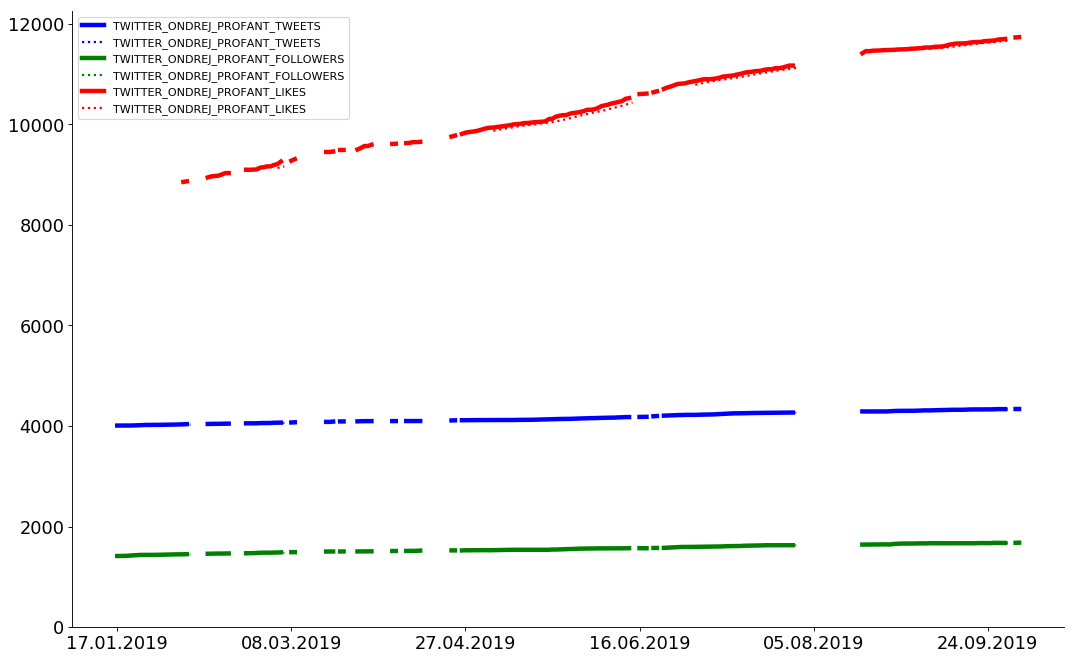 TWITTER_ONDREJ_PROFANT_TWEETS
TWITTER_ONDREJ_PROFANT_TWEETS
TWITTER_ONDREJ_PROFANT_FOLLOWERS
TWITTER_ONDREJ_PROFANT_FOLLOWERS
TWITTER_ONDREJ_PROFANT_LIKES
TWITTER_ONDREJ_PROFANT_LIKES
12000
10000
8000
6000
4000
2000
0
17.01.2019 08.03.2019 27.04.2019 16.06.2019 05.08.2019 24.09.2019